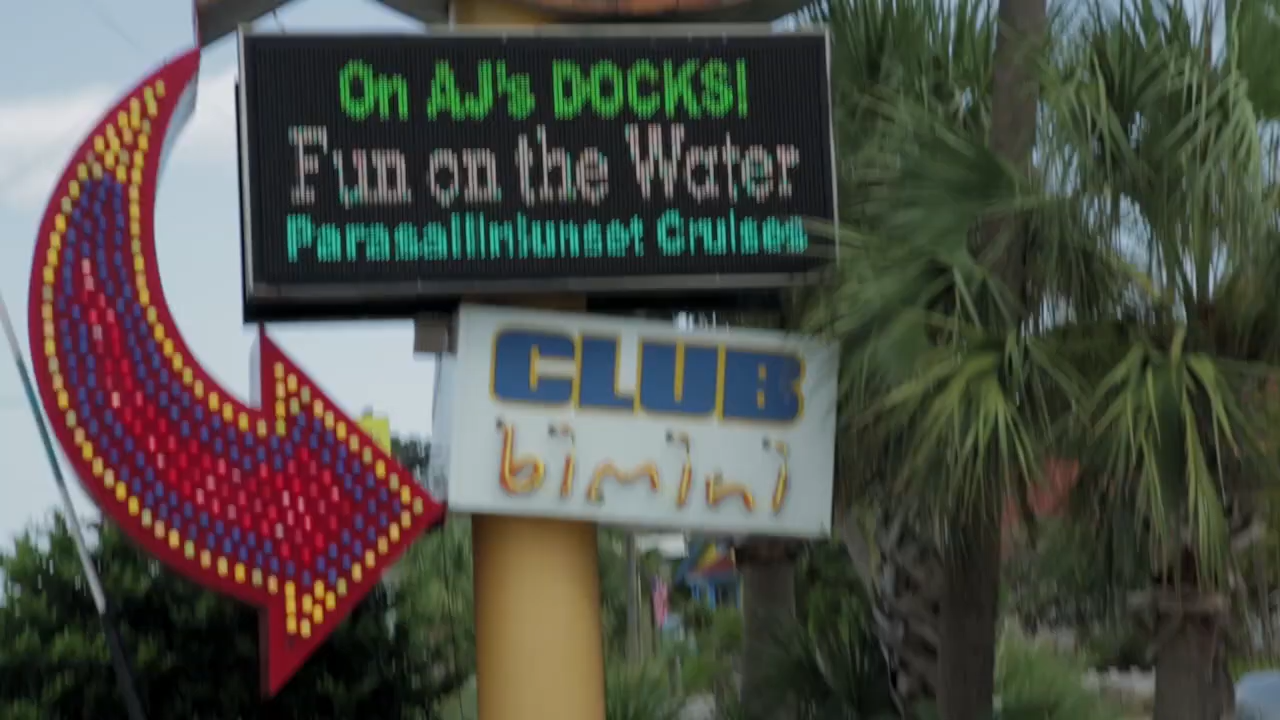 On AJ's DOCKS!
Fun on the Water
Cruises
CLUB
bimini